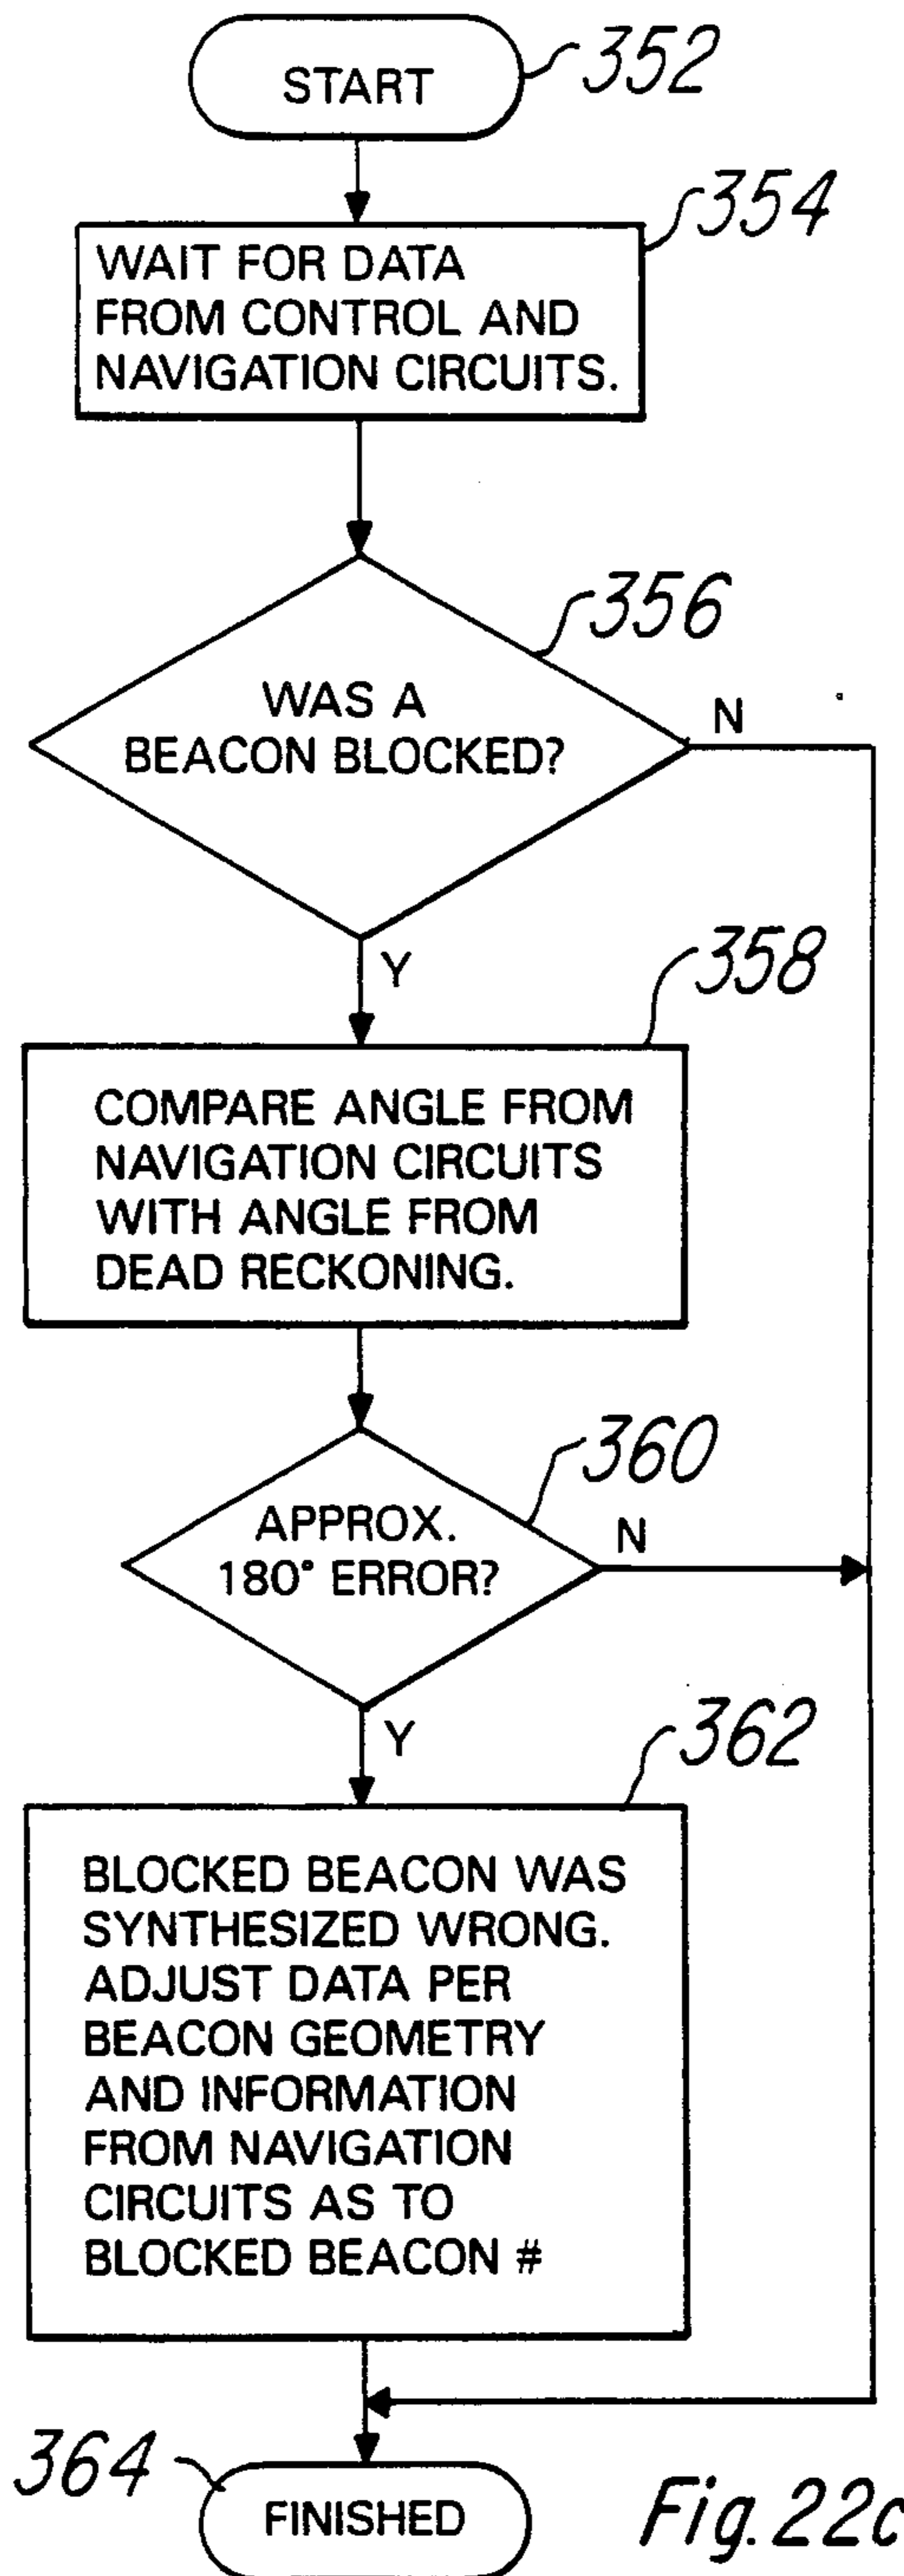 START
352
354
WAIT FOR DATA
FROM CONTROL AND
NAVIGATION CIRCUITS.
356
WAS A
BEACON BLOCKED?
N
Y
358
COMPARE ANGLE FROM
NAVIGATION CIRCUITS
WITH ANGLE FROM
DEAD RECKONING.
360
APPROX.
180° ERROR?
N
Y
362
BLOCKED BEACON WAS
SYNTHESIZED WRONG.
ADJUST DATA PER
BEACON GEOMETRY
AND INFORMATION
FROM NAVIGATION
CIRCUITS AS TO
BLOCKED BEACON #
364
FINISHED
Fig. 22c